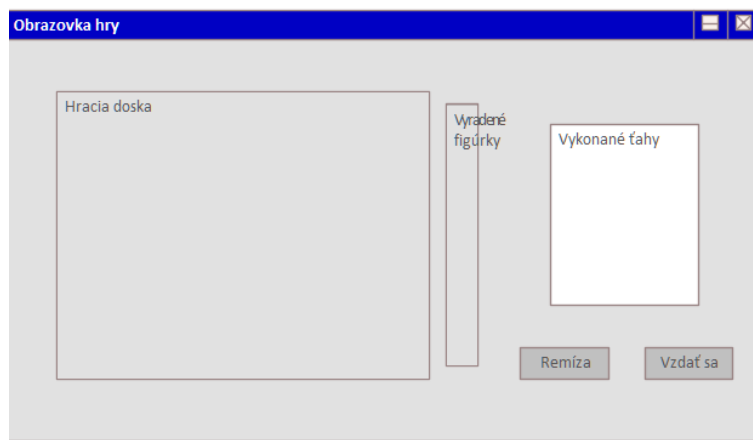 Obrazovka hry
Hracia doska
Vyradené
figúrky
Vykonané ťahy
Remíza
Vzdať sa